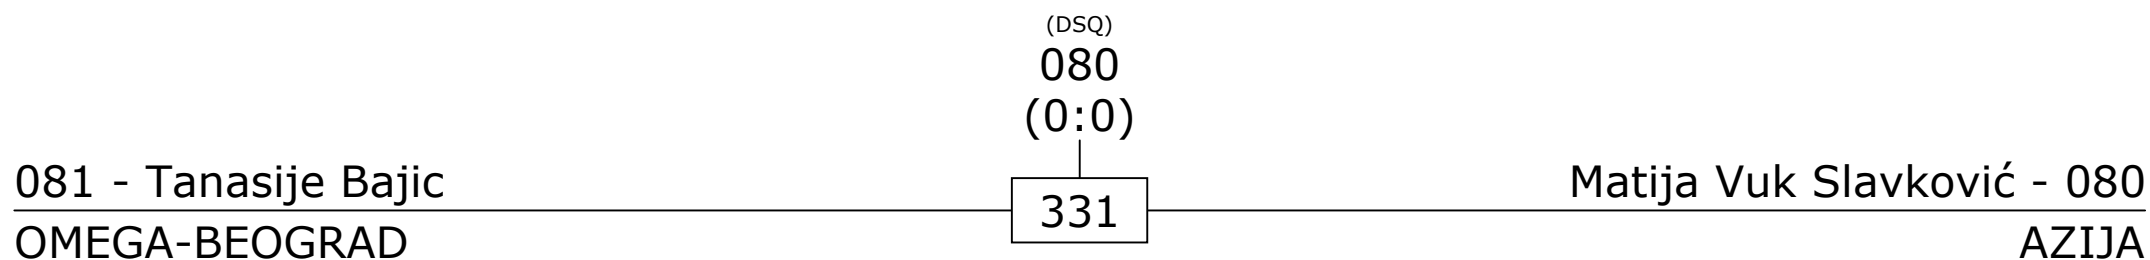 (DSQ)
080
(0:0)
081 - Tanasije Bajic
331
Matija Vuk Slavković - 080
OMEGA-BEOGRAD
AZIJA